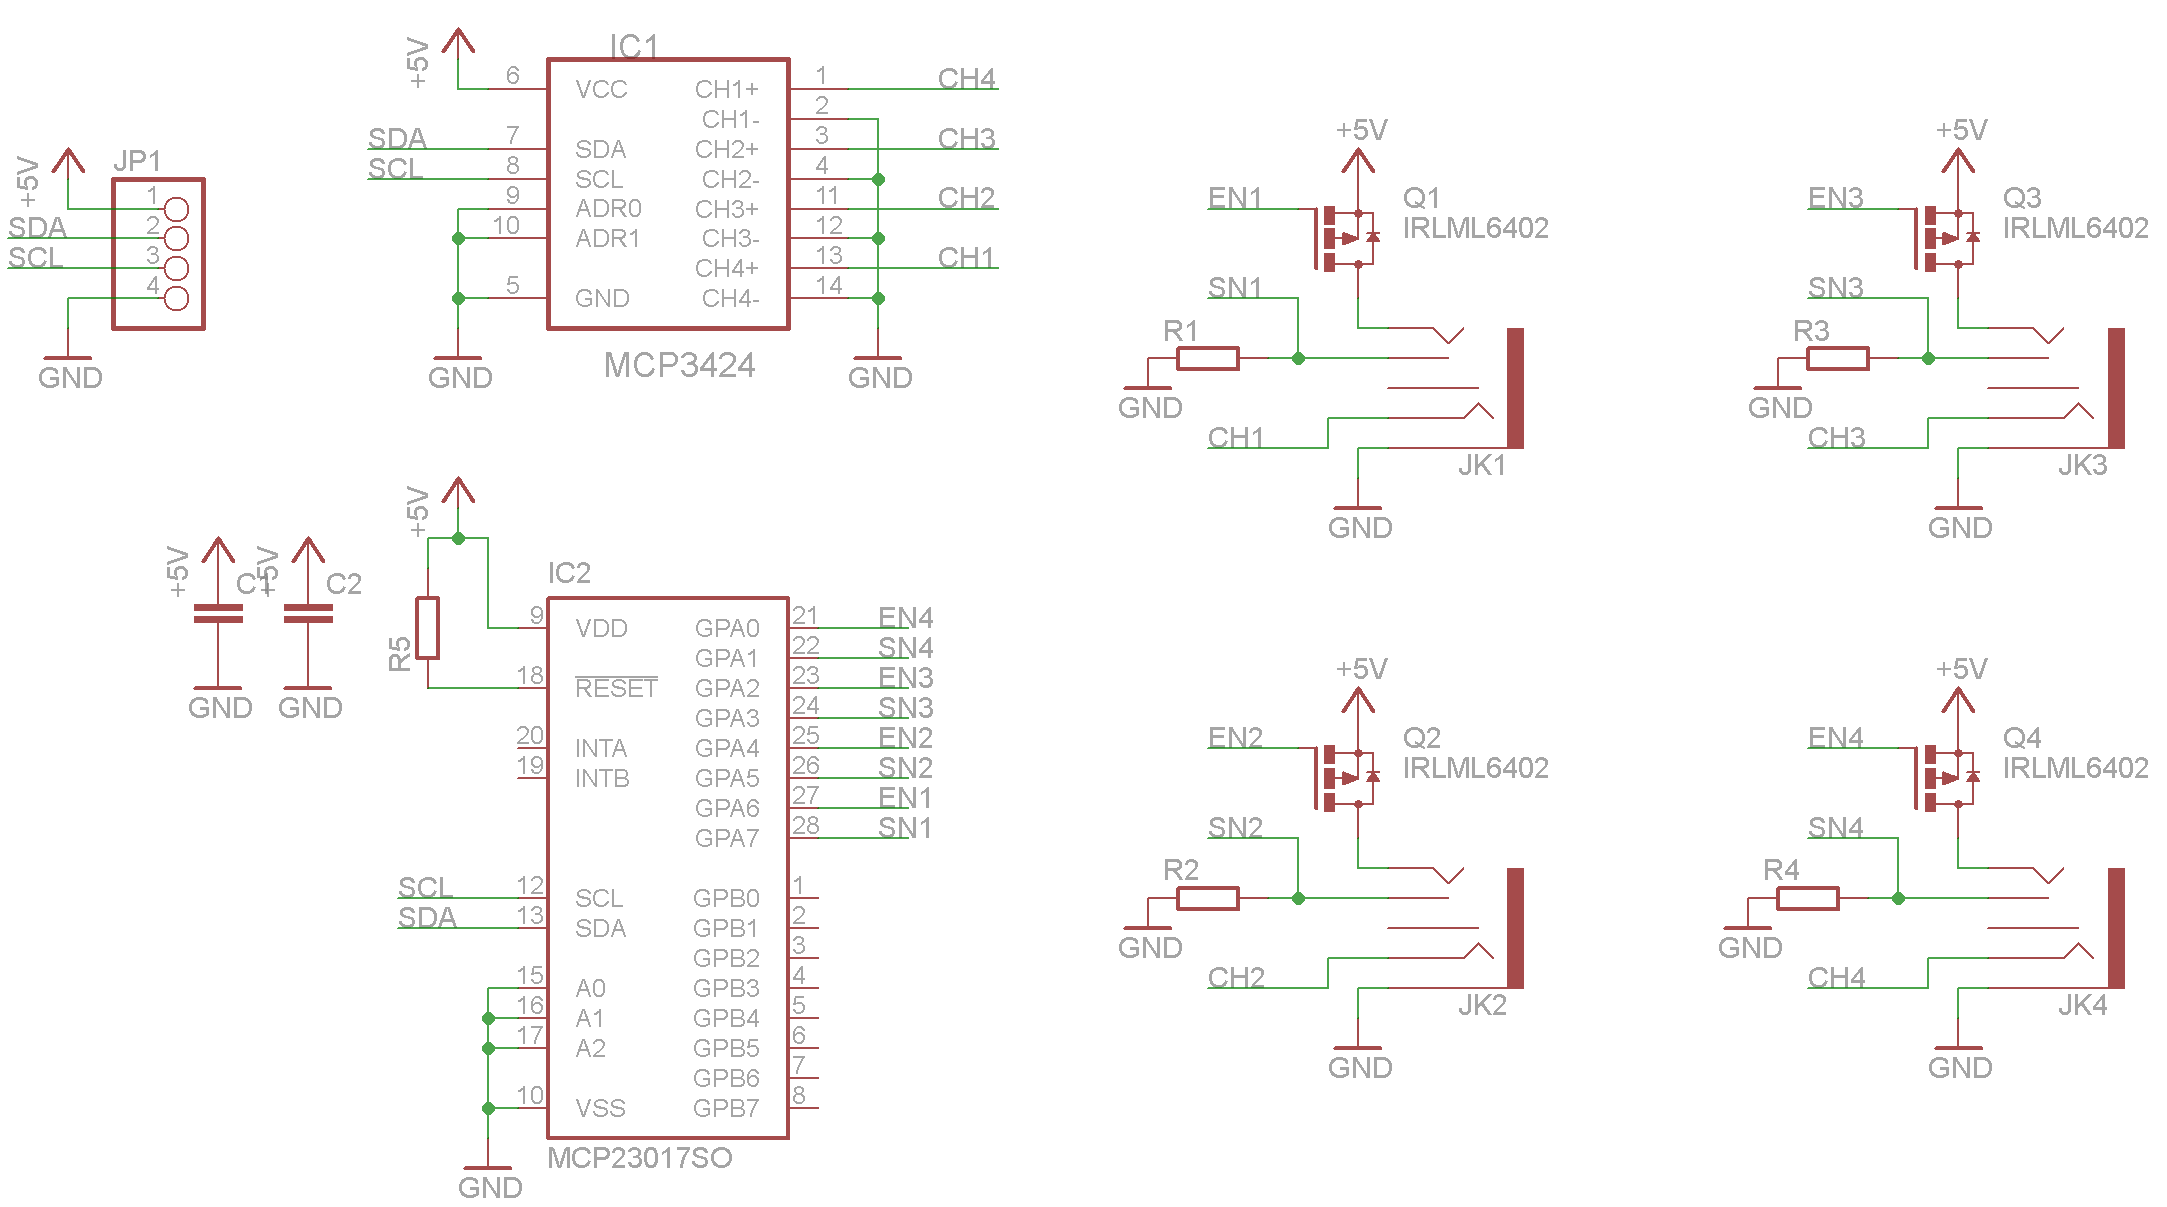 +5V
JP1
SDA
SCL
1
2
3
4
GND
+5V
IC1
SDA
SCL
6
7
8
9
10
5
VCC
SDA
SCL
ADR0
ADR1
GND
CH1+
CH1-
CH2+
CH2-
CH3+
CH3-
CH4+
CH4-
1
2
3
4
11
12
13
14
CH4
CH3
CH2
CH1
GND
MCP3424
GND
+5V
C1
GND
+5V
C2
GND
+5V
R5
IC2
9
18
20
19
12
13
15
16
17
10
SCL
SDA
VDD
RESET
INTA
INTB
SCL
SDA
A0
A1
A2
VSS
GPA0
GPA1
GPA2
GPA3
GPA4
GPA5
GPA6
GPA7
GPB0
GPB1
GPB2
GPB3
GPB4
GPB5
GPB6
GPB7
21
22
23
24
25
26
27
28
1
2
3
4
5
6
7
8
EN4
SN4
EN3
SN3
EN2
SN2
EN1
SN1
MCP23017SO
GND
+5V
EN1
Q1
IRLML6402
SN1
R1
GND
CH1
JK1
GND
+5V
EN3
Q3
IRLML6402
SN3
R3
GND
CH3
JK3
GND
+5V
EN2
Q2
IRLML6402
SN2
R2
GND
CH2
JK2
GND
+5V
EN4
Q4
IRLML6402
SN4
R4
GND
CH4
JK4
GND